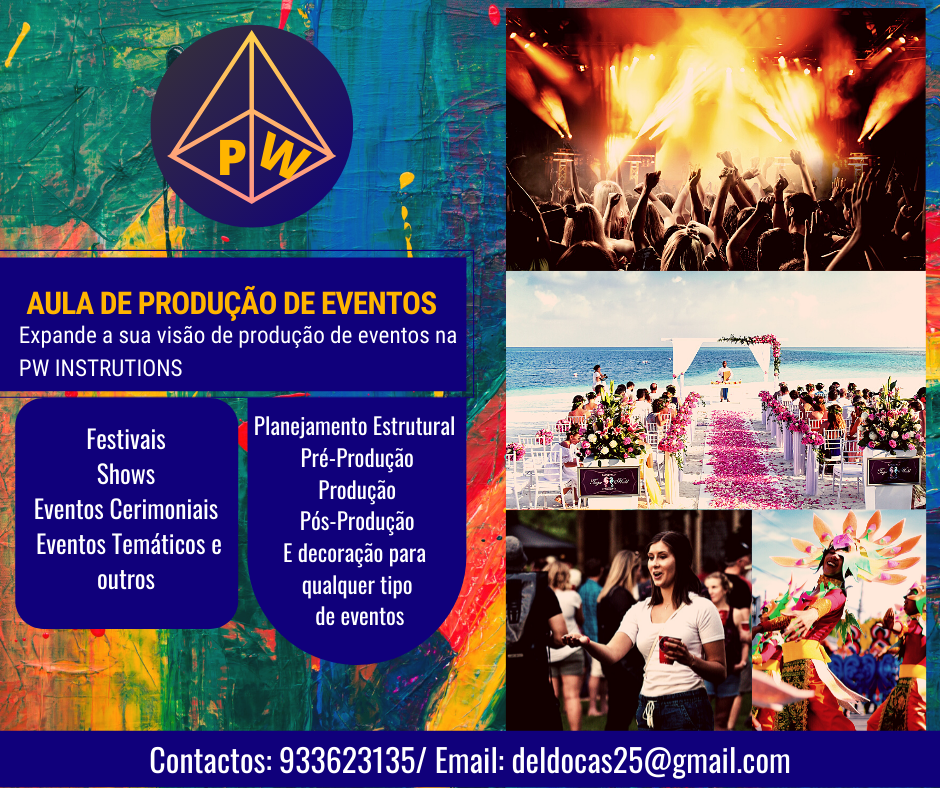 PW
AULA DE PRODUÇÃO DE EVENTOS
Expande a sua visão de produção de eventos na
PW INSTRUTIONS
Festivais
Shows
Eventos Cerimoniais
Eventos Temáticos e
outros
Planejamento Estrutural
Pré-Produção
Produção
Pós-Produção
E decoração para
qualquer tipo
de eventos
Contactos: 933623135/ Email: deldocas25@gmail.com